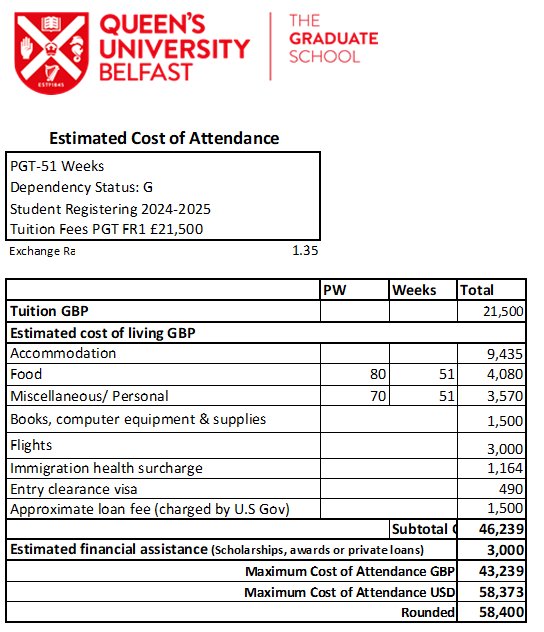 QUEEN'S
UNIVERSITY
BELFAST
ESTD1845
THE
GRADUATE
SCHOOL
Estimated Cost of Attendance
PGT-51 Weeks
Dependency Status: G
Student Registering 2024-2025
Tuition Fees PGT FR1 £21,500
Exchange Ra 1.35
PW Weeks Total
Tuition GBP 21,500
Estimated cost of living GBP
Accommodation 9,435
Food 80 51 4,080
Miscellaneous/ Personal 70 51 3,570
Books, computer equipment & supplies 1,500
Flights 3,000
Immigration health surcharge 1,164
Entry clearance visa 490
Approximate loan fee (charged by U.S Gov) 1,500
Subtotal 46,239
Estimated financial assistance (Scholarships, awards or private loans) 3,000
Maximum Cost of Attendance GBP 43,239
Maximum Cost of Attendance USD 58,373
Rounded 58,400